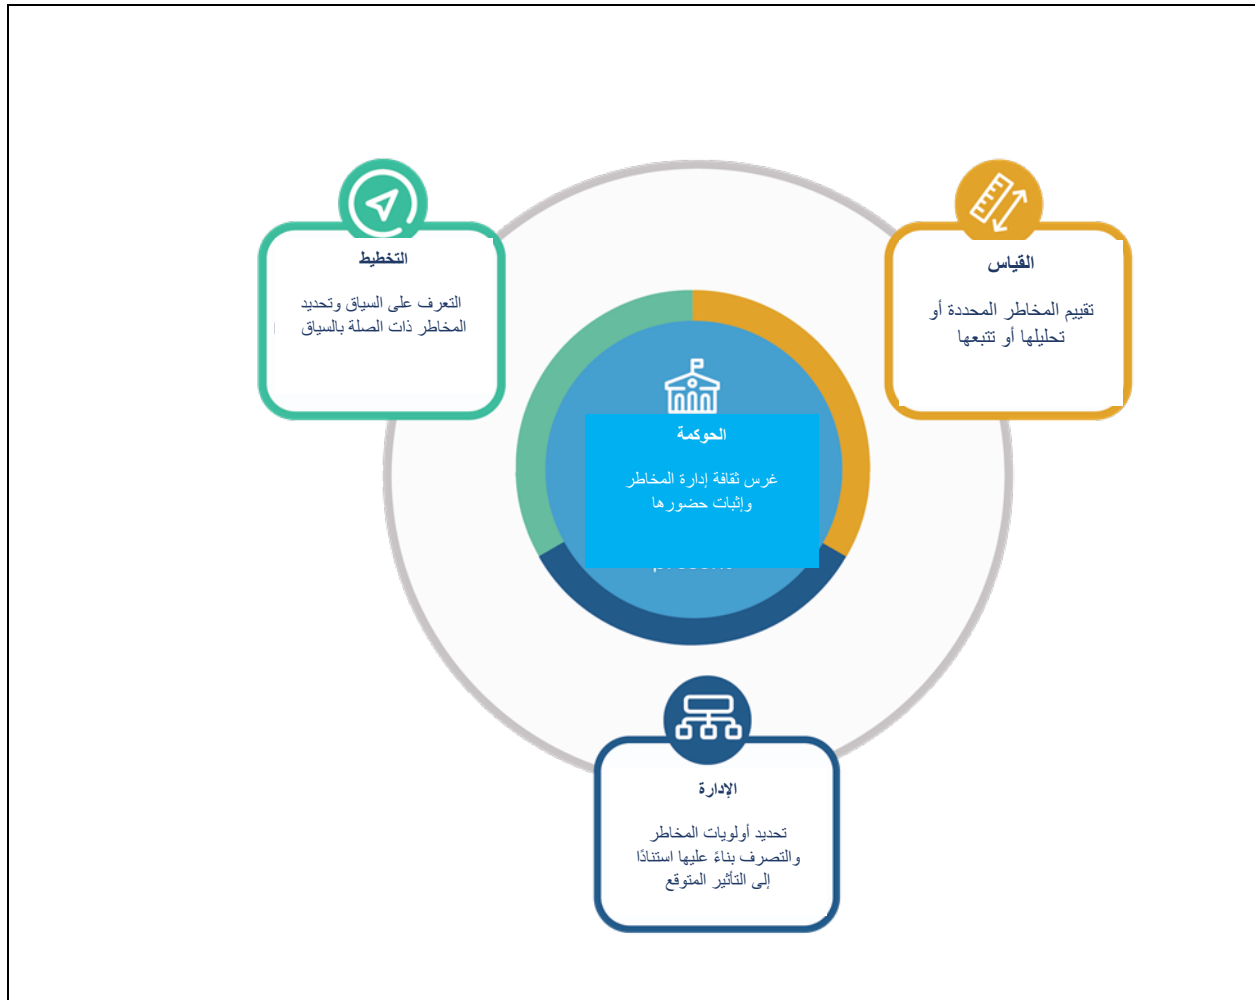 القياس
تقييم المخاطر المحددة أو
تحليلها أو تتبعها
التخطيط
التعرف على السياق وتحديد
المخاطر ذات الصلة بالسياق
الحوكمة
غرس ثقافة إدارة المخاطر
وإثبات حضورها
الإدارة
تحديد أولويات المخاطر
والتصرف بناءً عليها استنادًا
إلى التأثير المتوقع